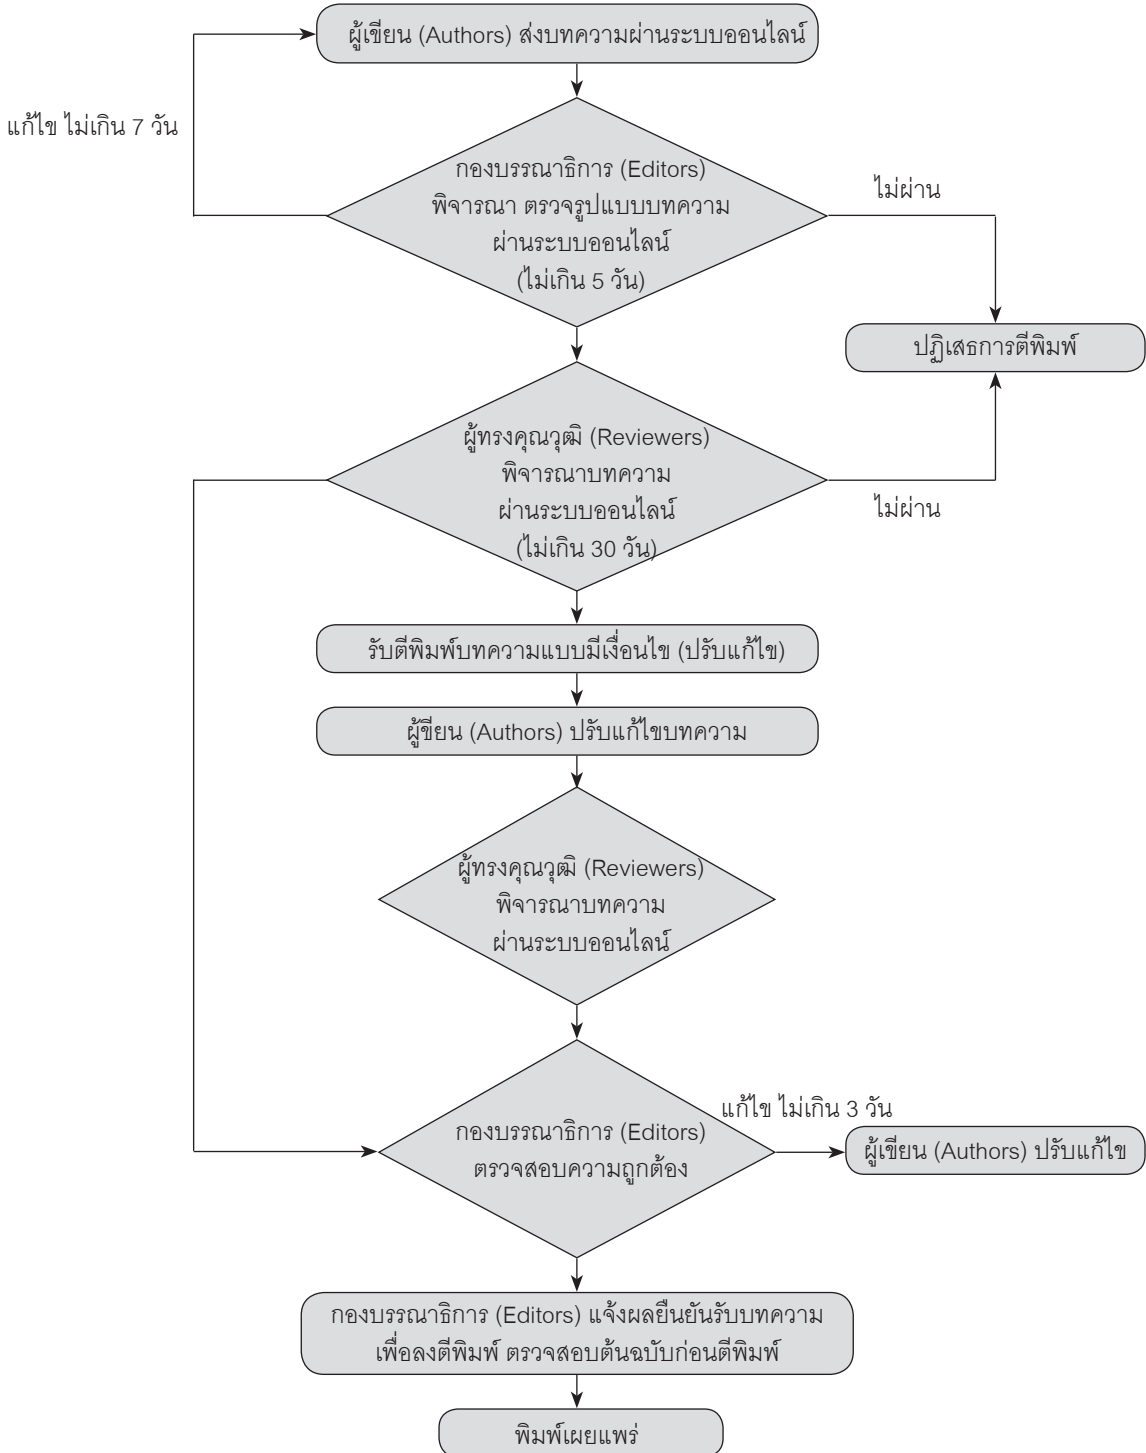 ผู้เขียน (Authors) ส่งบทความผ่านระบบออนไลน์
แก้ไข ไม่เกิน 7 วัน
กองบรรณาธิการ (Editors)
พิจารณา ตรวจรูปแบบบทความ
ผ่านระบบออนไลน์
(ไม่เกิน 5 วัน)
ไม่ผ่าน
ปฏิเสธการตีพิมพ์
ผู้ทรงคุณวุฒิ (Reviewers)
พิจารณาบทความ
ผ่านระบบออนไลน์
(ไม่เกิน 30 วัน)
ไม่ผ่าน
รับตีพิมพ์บทความแบบมีเงื่อนไข (ปรับแก้ไข)
ผู้ขียน (Authors) ปรับแก้ไขบทความ
ผู้ทรงคุณวุฒิ (Reviewers)
พิจารณาบทความ
ผ่านระบบออนไลน์
กองบรรณาธิการ (Editors)
ตรวจสอบความถูกต้อง
แก้ไข ไม่เกิน 3 วัน
ผู้เขียน (Authors) ปรับแก้ไข
กองบรรณาธิการ (Editors) แจ้งผลยืนยันรับบทความ
เพื่อลงตีพิมพ์ ตรวจสอบต้นฉบับก่อนตีพิมพ์
พิมพ์เผยแพร่